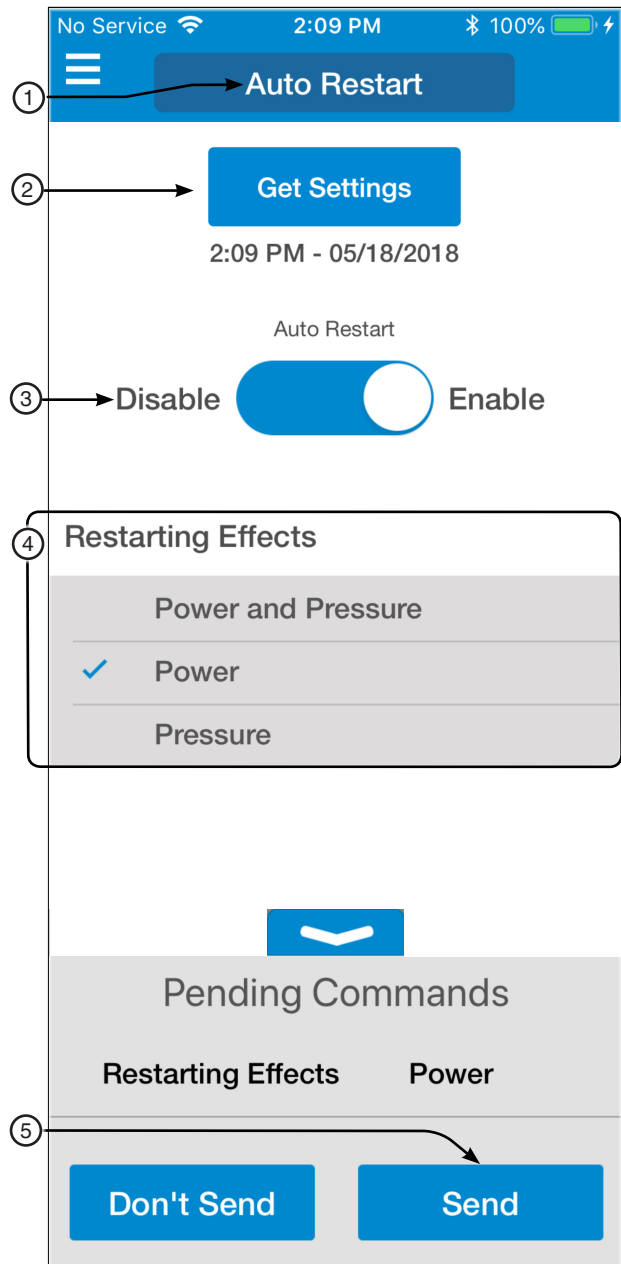 No Service 2:09 PM 100%
1 Auto Restart
2 Get Settings
2:09 PM - 05/18/2018
Auto Restart
3 Disable Enable
4 Restarting Effects
Power and Pressure
Power
Pressure
Pending Commands
Restarting Effects Power
5
Don't Send Send